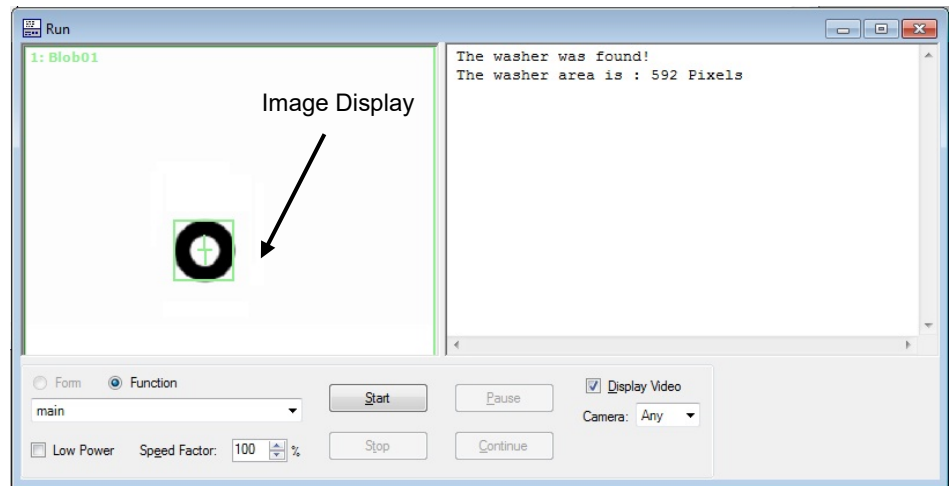 Run
1: Blob01
Image Display
The washer was found!
The washer area is : 592 Pixels
Form
Function
main
Low Power
Speed Factor:
100
%
Start
Stop
Pause
Continue
Display Video
Camera:
Any